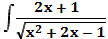 ∫ (2x + 1)/√(x² + 2x − 1)